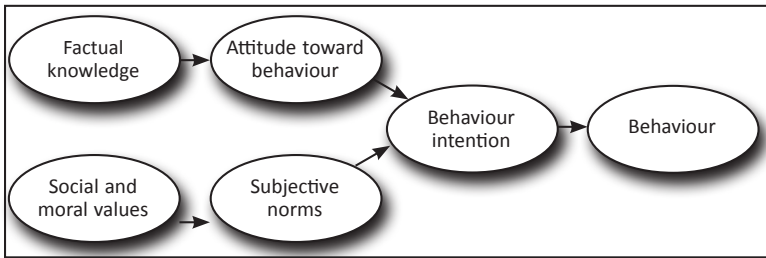 Factual
knowledge
Attitude toward
behaviour
Behaviour
intention
Behaviour
Social and
moral values
Subjective
norms